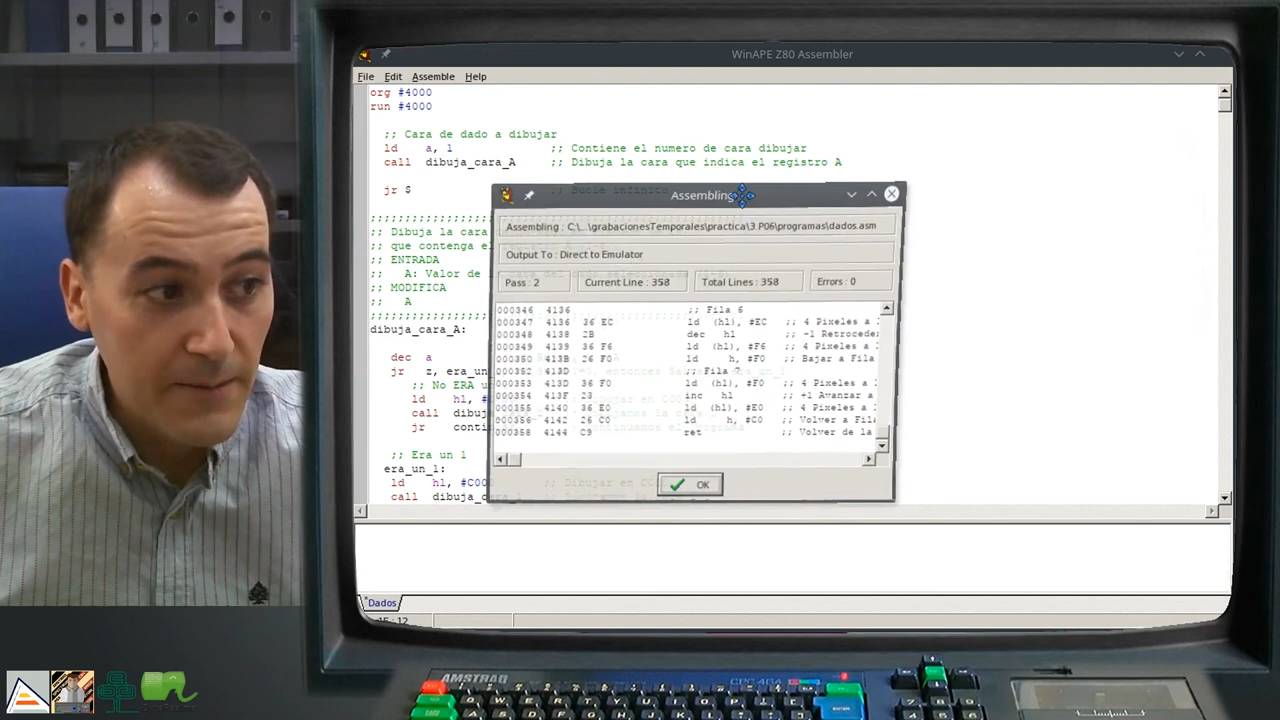 WinAPE Z80 Assembler
File Edit Assemble Help
org #4000
run #4000
;; Cara de dado a dibujar
ld a, 1 ;; Contiene el numero de cara dibujar
call dibuja_cara_A ;; Dibuja la cara que indica el registro A
jr $ ;; Bucle infinito
;; Dibuja la cara
que contenga el
;; ENTRADA
;; A: Valor de
;; MODIFICA
;; A
dibuja_cara_A:
dec a
jr z, era_un
;; No ERA u
ld hl, #
call dibuj
jr conti
;; Era un 1
era_un_1:
ld hl, #C000 ;; Dibujar en
call dibuja_cara_1
Assembling
Assembling : C:\...\grabacionesTemporales\practica\3.P06\programas\dados.asm
Output To : Direct to Emulator
Pass : 2 Current Line : 358 Total Lines : 358 Errors : 0
000346 4136 ;; Fila 6
000347 4136 36 EC ld (hl), #EC ;; 4 Pixeles a
000348 4138 2B dec hl ;; -1 Retrocede
000349 4139 36 F6 ld (hl), #F6 ;; 4 Pixeles a
000350 413B 26 F0 ld h, #F0 ;; Bajar a Fila
000352 413D ;; Fila 7
000353 413D 36 F0 ld (hl), #F0 ;; 4 Pixeles a
000354 413F 23 inc hl ;; +1 Avanzar a
000355 4140 36 E0 ld (hl), #E0 ;; 4 Pixeles a
000356 4142 26 C0 ld h, #C0 ;; Volver a Fila
000358 4144 C9 ret ;; Volver de la
OK
Dados
AMSTRAD